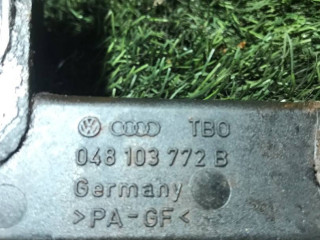 TBO
048 103 772 B
Germany
>PA-GF<